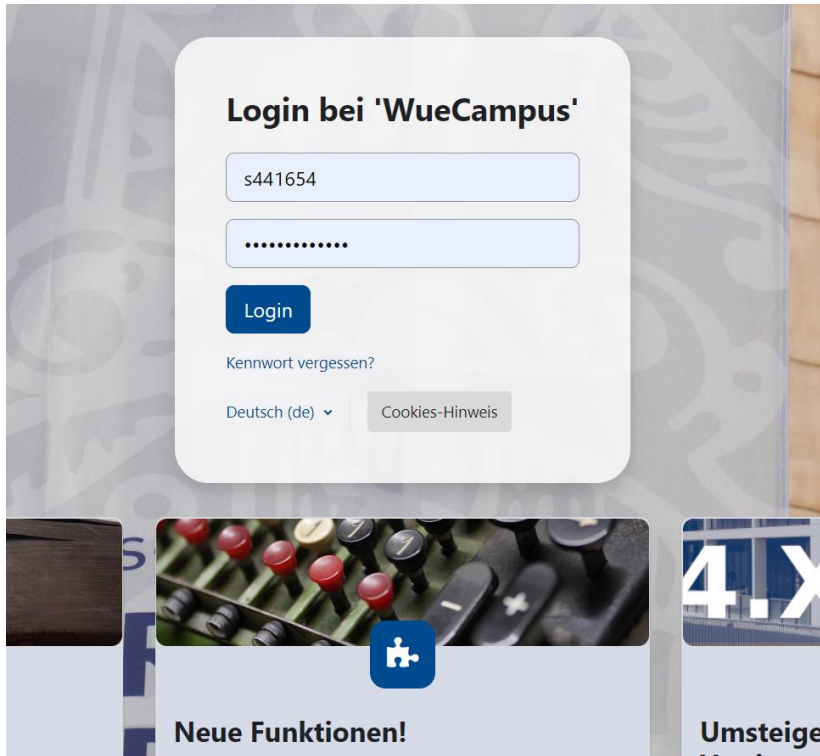 Login bei 'WueCampus'
s441654
•••••••••••••
Login
Kennwort vergessen?
Deutsch (de)
Cookies-Hinweis
4.X
Neue Funktionen!
Umsteige